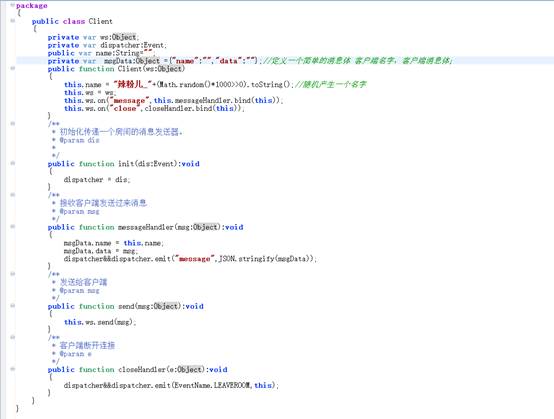 package
{
public class Client
{
private var ws:Object;
private var dispatcher:Event;
public var name:String="";
private var msgData:Object ={"name":"","data":""};//定义一个简单的消息体 客户端名字，客户端消息体；
public function Client(ws:Object)
{
this.name = "辣粉儿_"+(Math.random()*1000>>0).toString();//随机产生一个名字
this.ws = ws;
this.ws.on("message",this.messageHandler.bind(this));
this.ws.on("close",closeHandler.bind(this));
}
/**
* 初始化传递一个房间的消息发送器。
* @param dis
*
*/
public function init(dis:Event):void
{
dispatcher = dis;
}
/**
* 接收客户端发送过来消息
* @param msg
*/
public function messageHandler(msg:Object):void
{
msgData.name = this.name;
msgData.data = msg;
dispatcher&&dispatcher.emit("message",JSON.stringify(msgData));
}
/**
* 发送给客户端
* @param msg
*/
public function send(msg:Object):void
{
this.ws.send(msg);
}
/**
* 客户端断开连接
* @param e
*/
public function closeHandler(e:Object):void
{
dispatcher&&dispatcher.emit(EventName.LEAVEROOM,this);
}
}
}